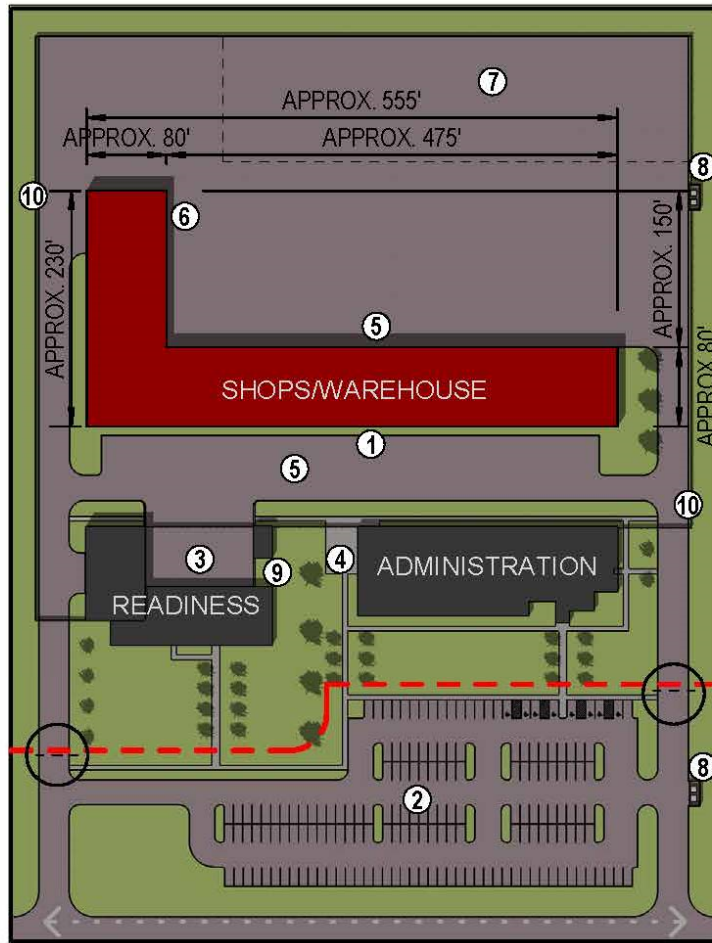 7
APPROX. 555'
APPROX. 80'
APPROX. 475'
8
10
6
APPROX. 230'
APPROX. 150'
5
APPROX. 80'
SHOPS/WAREHOUSE
1
5
10
3
4
9
ADMINISTRATION
READINESS
8
2